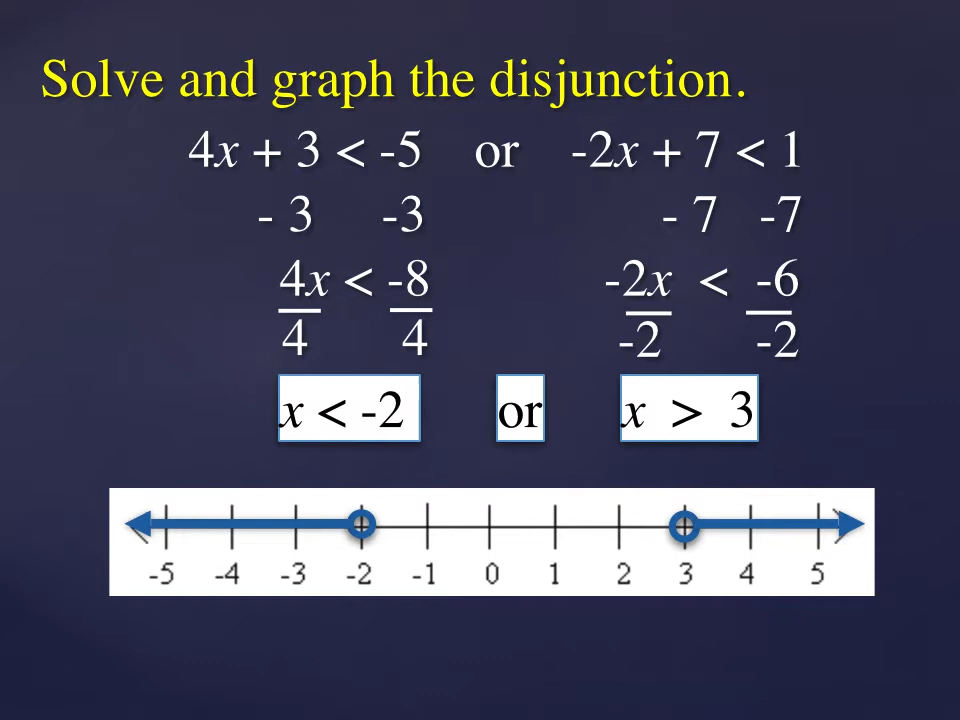 Solve and graph the disjunction.
4x + 3 < -5 or -2x + 7 < 1
- 3 -3 - 7 -7
4x < -8 -2x < -6
4 4 -2 -2
x < -2 or x > 3
-5 -4 -3 -2 -1 0 1 2 3 4 5